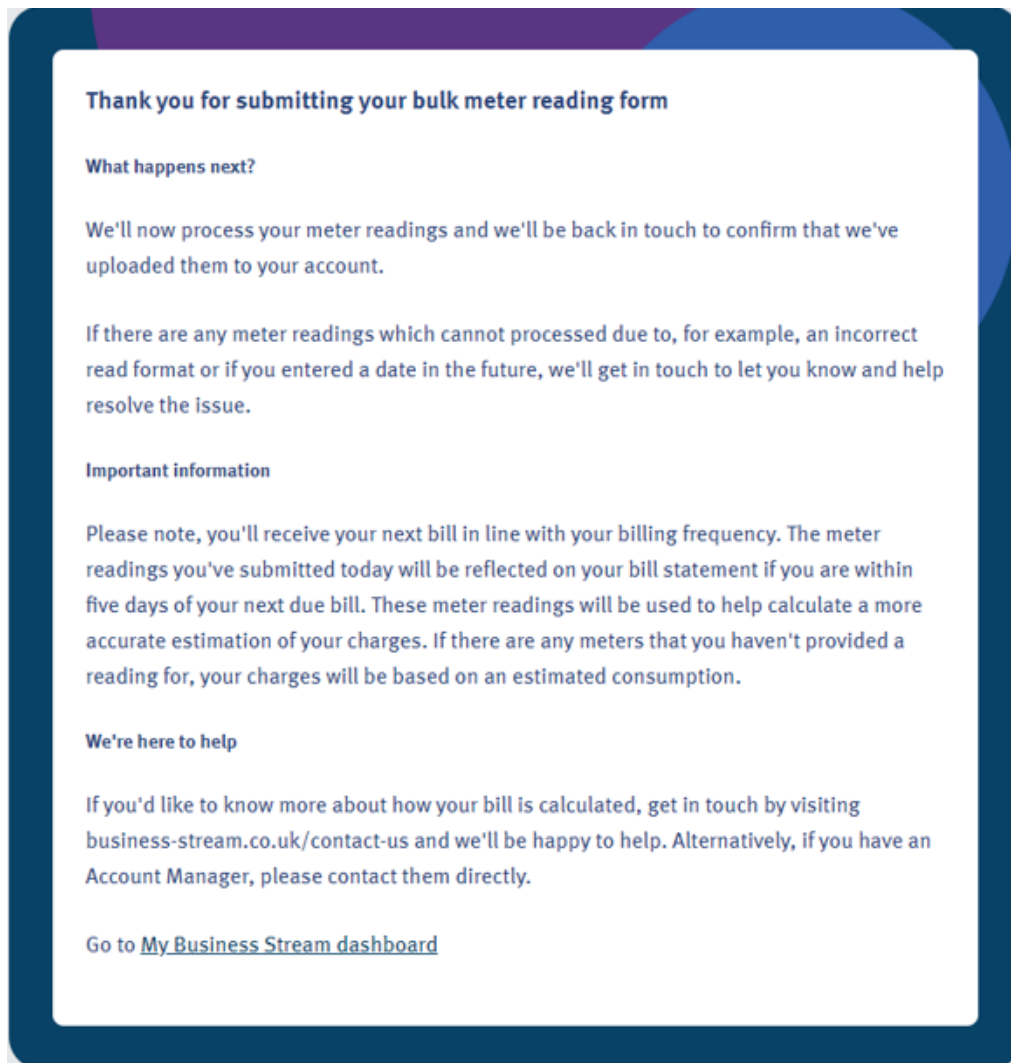 Thank you for submitting your bulk meter reading form
What happens next?
We'll now process your meter readings and we'll be back in touch to confirm that we've
uploaded them to your account.
If there are any meter readings which cannot processed due to, for example, an incorrect
read format or if you entered a date in the future, we'll get in touch to let you know and help
resolve the issue.
Important information
Please note, you'll receive your next bill in line with your billing frequency. The meter
readings you've submitted today will be reflected on your bill statement if you are within
five days of your next due bill. These meter readings will be used to help calculate a more
accurate estimation of your charges. If there are any meters that you haven't provided a
reading for, your charges will be based on an estimated consumption.
We're here to help
If you'd like to know more about how your bill is calculated, get in touch by visiting
business-stream.co.uk/contact-us and we'll be happy to help. Alternatively, if you have an
Account Manager, please contact them directly.
Go to My Business Stream dashboard